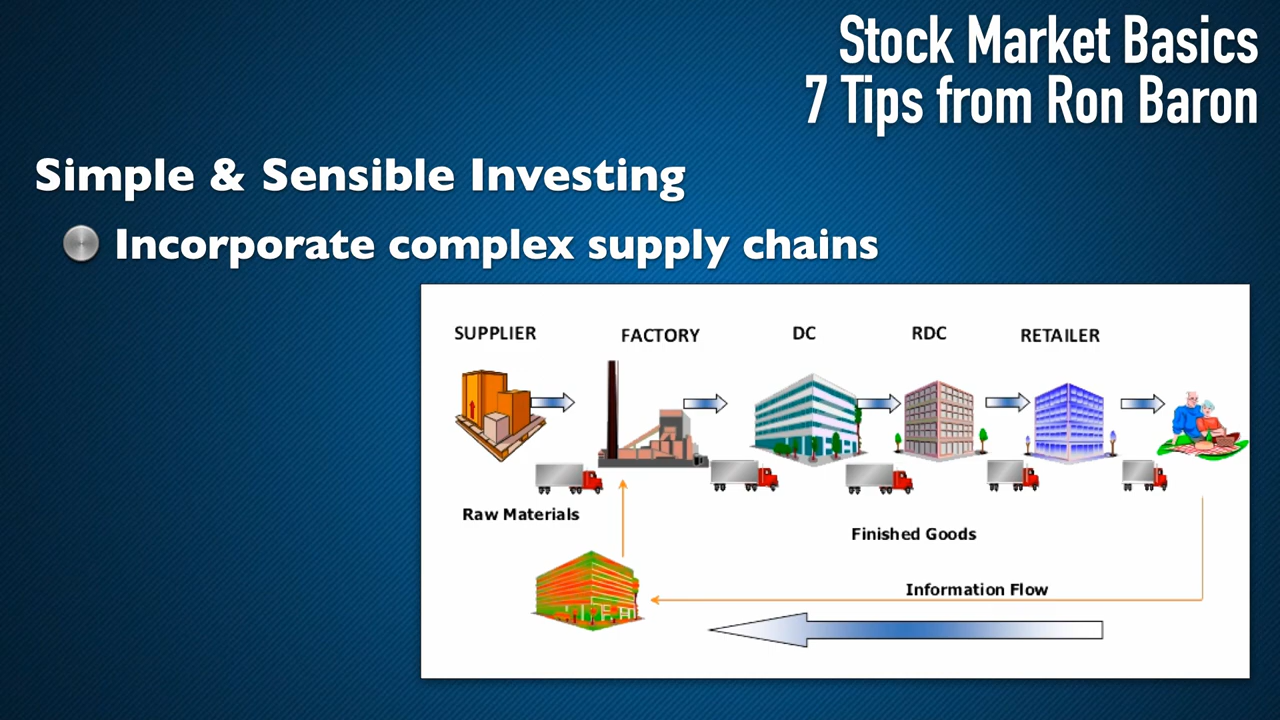 Stock Market Basics
7 Tips from Ron Baron
Simple & Sensible Investing
Incorporate complex supply chains
SUPPLIER
FACTORY
DC
RDC
RETAILER
Raw Materials
Finished Goods
Information Flow